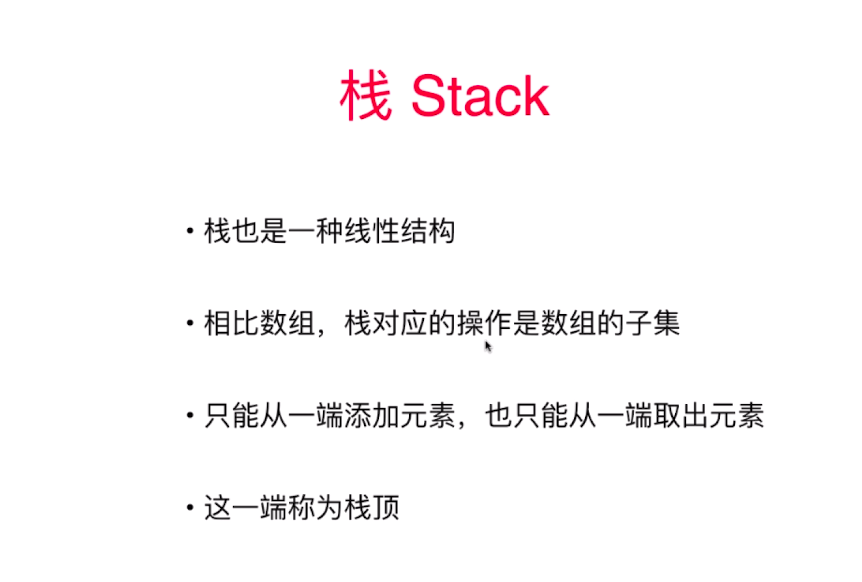 栈 Stack
• 栈也是一种线性结构
• 相比数组，栈对应的操作是数组的子集
• 只能从一端添加元素，也只能从一端取出元素
• 这一端称为栈顶